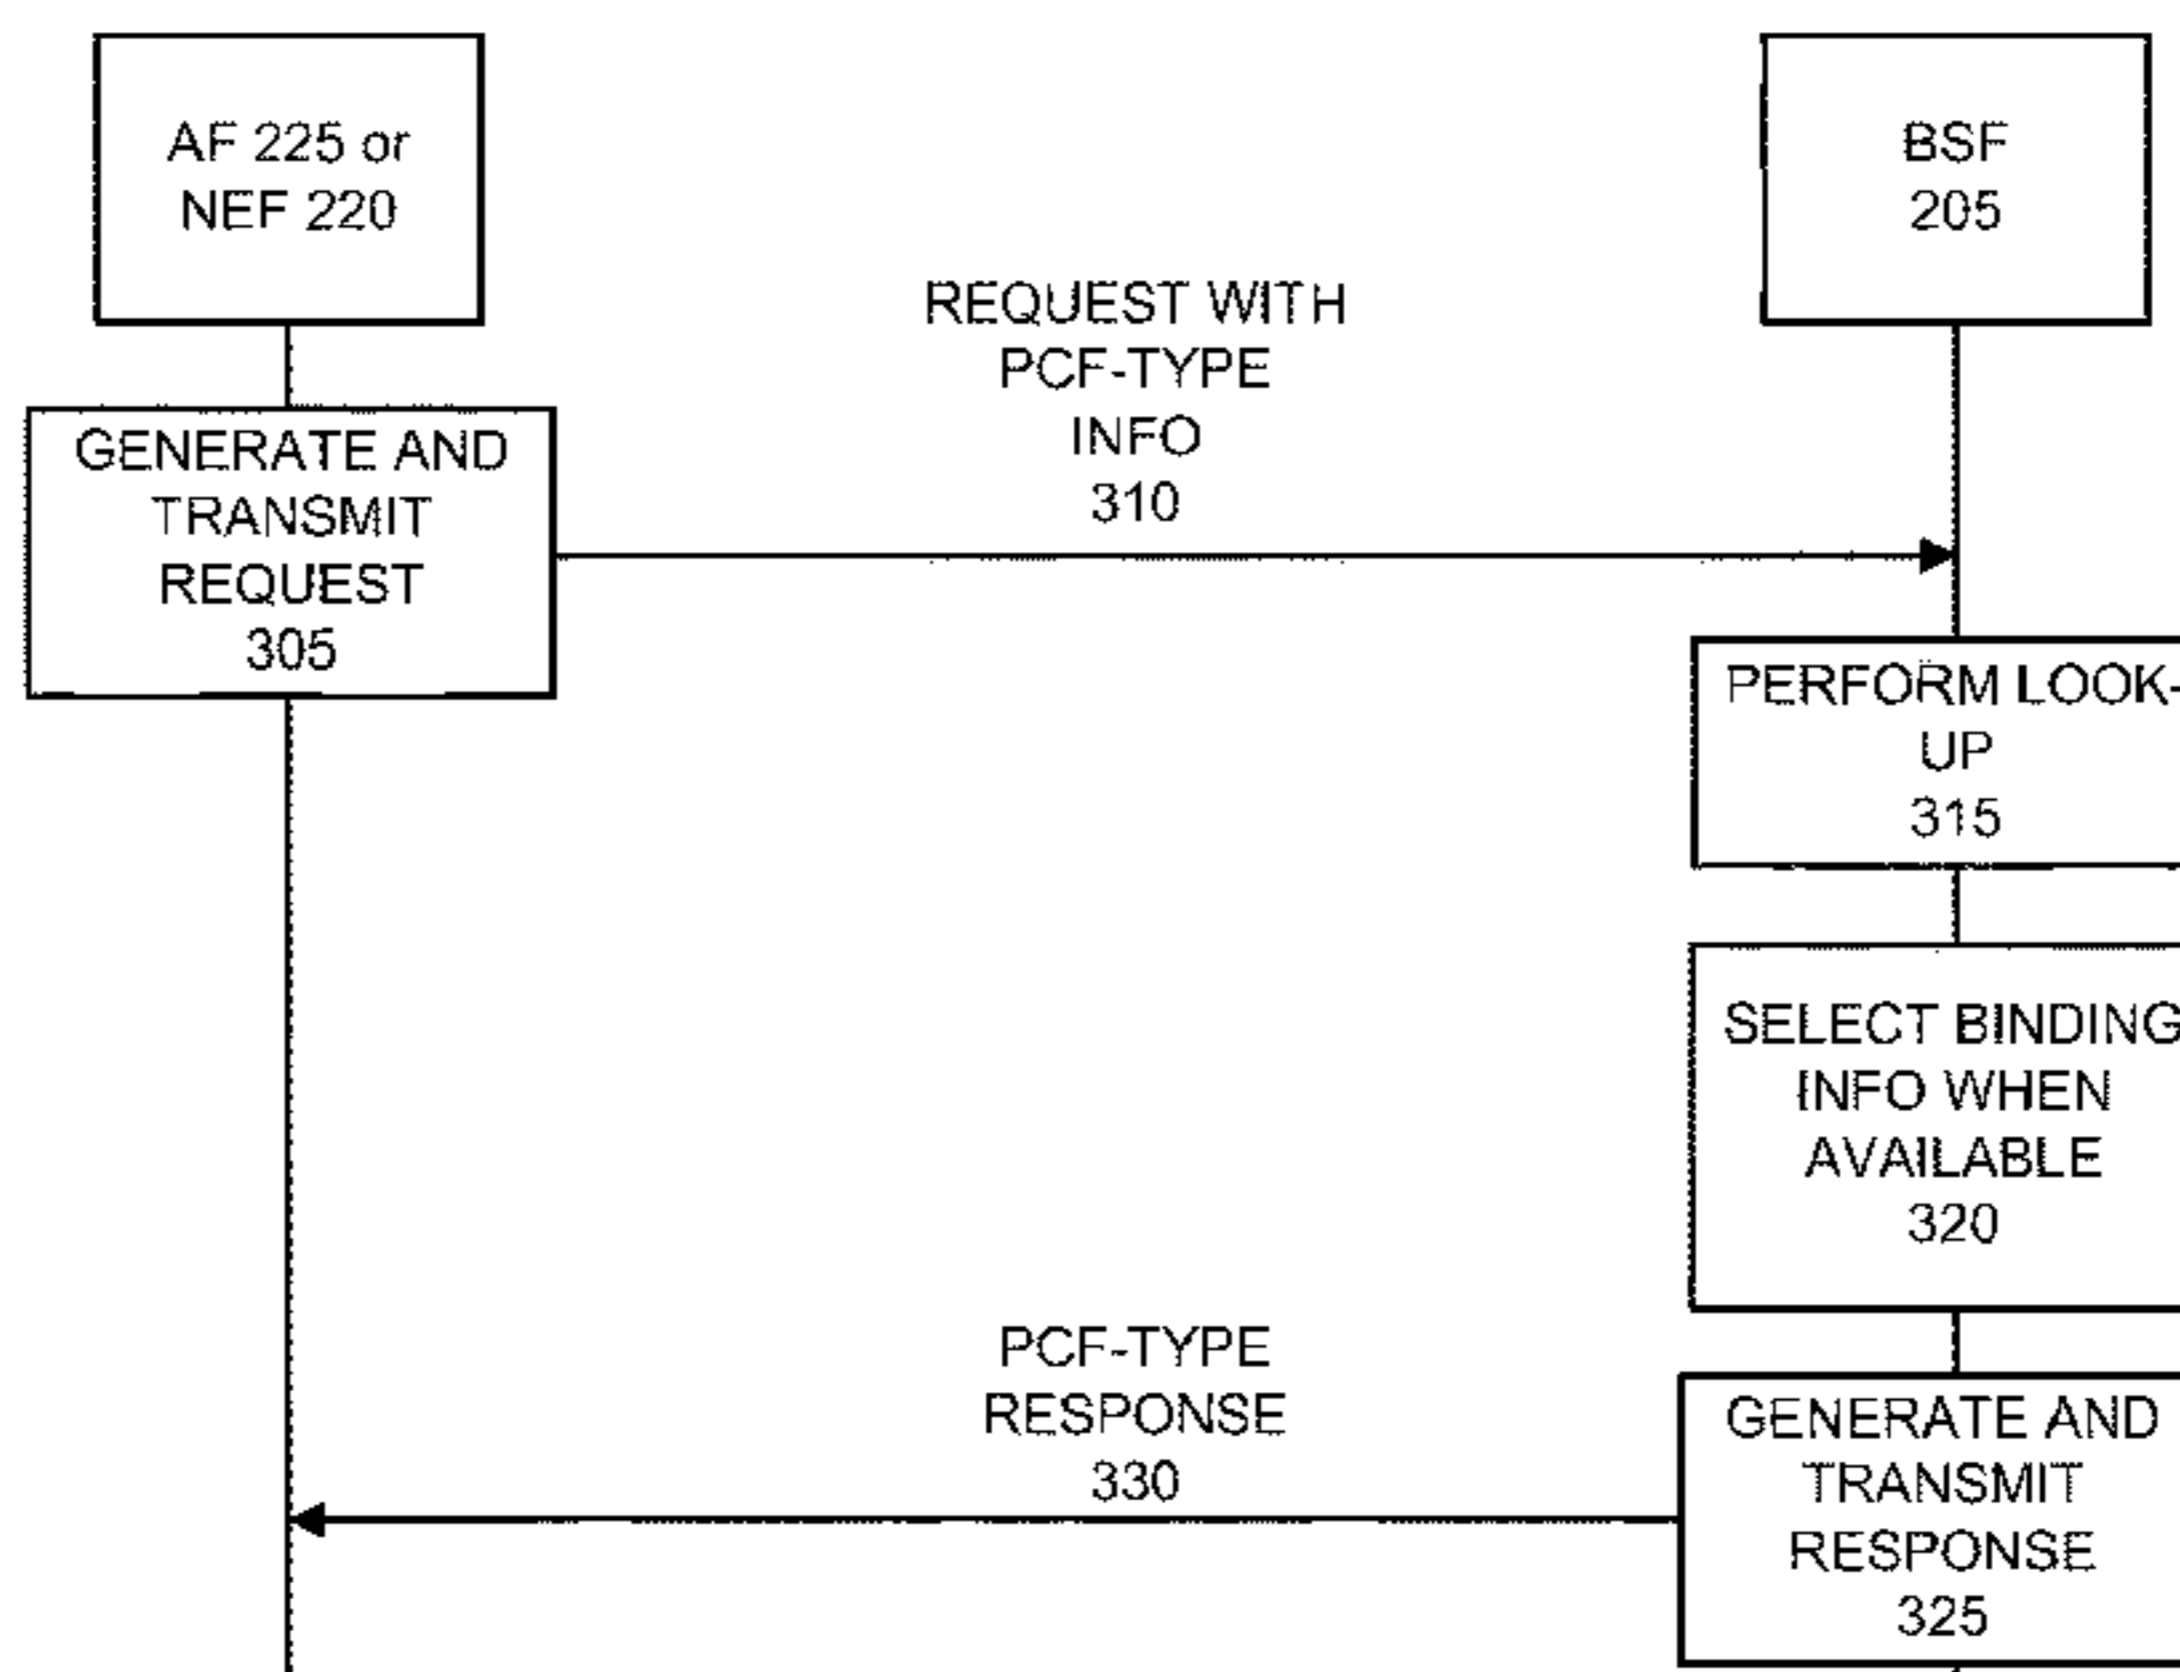 AF 225 or
NEF 220
BSF
205
REQUEST WITH
PCF-TYPE
INFO
310
GENERATE AND
TRANSMIT
REQUEST
305
PERFORM LOOK-
UP
315
SELECT BINDING
INFO WHEN
AVAILABLE
320
PCF-TYPE
RESPONSE
330
GENERATE AND
TRANSMIT
RESPONSE
325